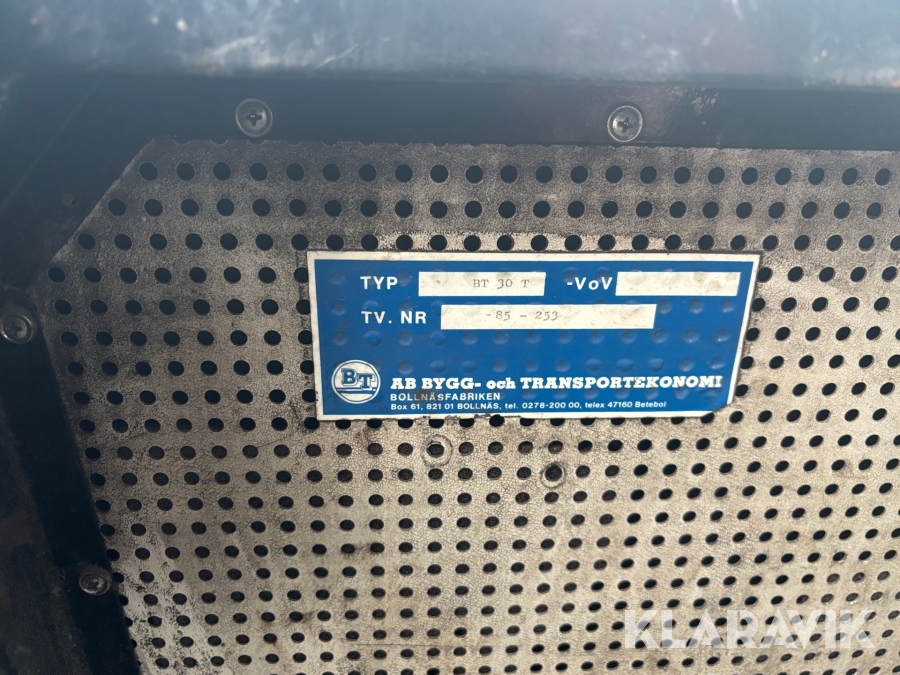 TYP BT 30 T -VoV
TV. NR -85 - 253
BT AB BYGG- och TRANSPORTEKONOMI
BOLLNÄSFABRIKEN
Box 61, 821 01 BOLLNÄS, tel. 0278-200 00, telex 47160 Betebol
KLARAVIK